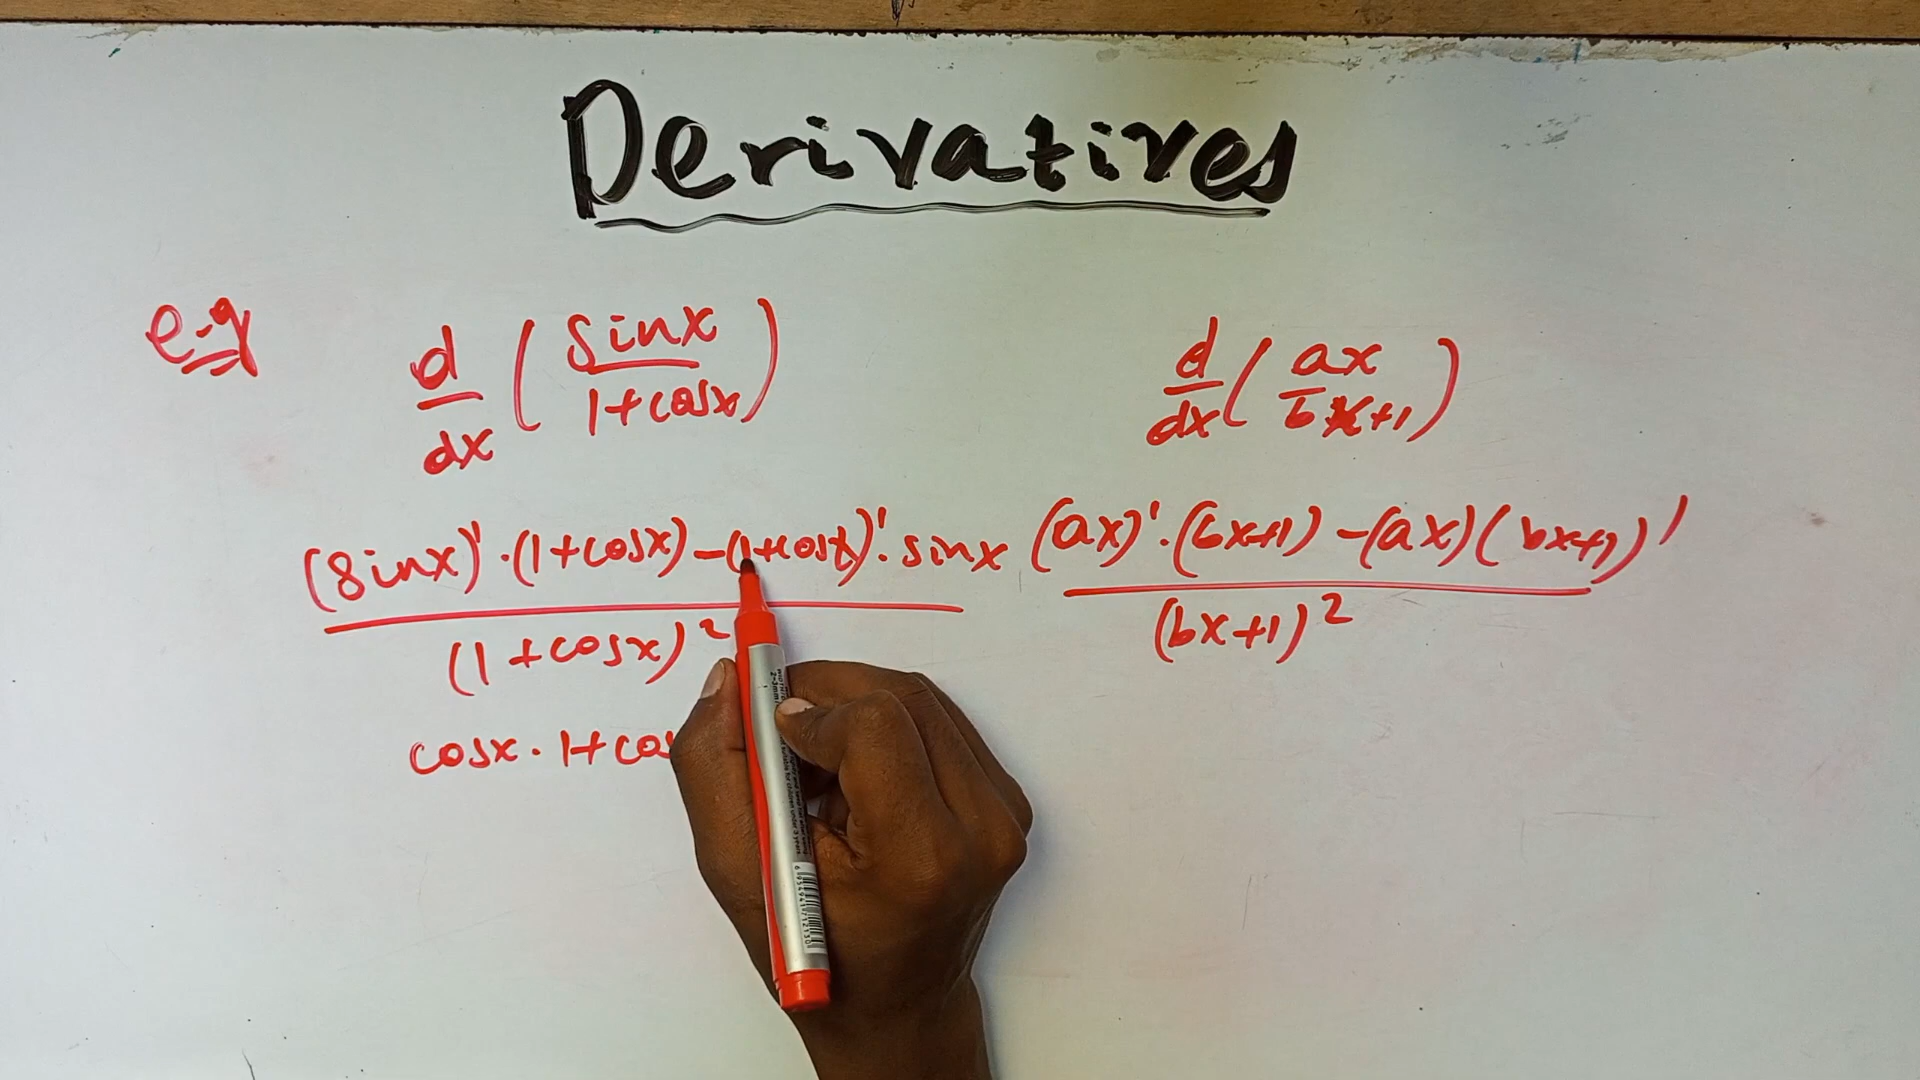 Derivatives
e.g
d/dx ( sinx / 1+cosx )
d/dx ( ax / bx+1 )
(sinx)' · (1+cosx) - (1+cosx)' · sinx / (1+cosx)²
(ax)' · (bx+1) - (ax)(bx+1)' / (bx+1)²
cosx · 1+cos